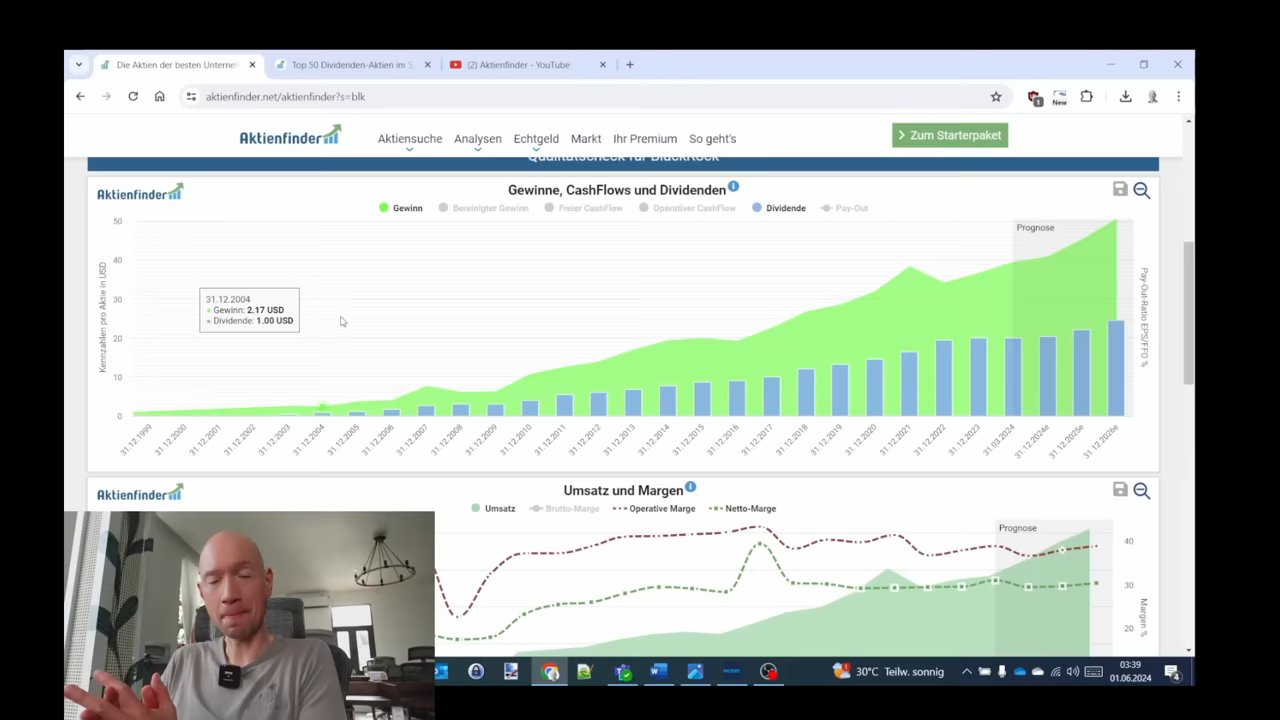 Die Aktien der besten Unterne
Top 50 Dividenden-Aktien im S
(2) Aktienfinder - YouTube
aktienfinder.net/aktienfinder?s=blk
New
1
Aktienfinder
Aktiensuche
Analysen
Echtgeld
Markt
Ihr Premium
So geht's
Zum Starterpaket
Qualitätscheck für BlackRock
Aktienfinder
Gewinne, CashFlows und Dividenden
Gewinn
Bereinigter Gewinn
Freier CashFlow
Operativer CashFlow
Dividende
Pay-Out
Kennzahlen pro Aktie in USD
50
40
30
20
10
0
Prognose
31.12.2004
Gewinn: 2.17 USD
Dividende: 1.00 USD
Pay-Out-Ratio EPS/FFO %
31.12.1999
31.12.2000
31.12.2001
31.12.2002
31.12.2003
31.12.2004
31.12.2005
31.12.2006
31.12.2007
31.12.2008
31.12.2009
31.12.2010
31.12.2011
31.12.2012
31.12.2013
31.12.2014
31.12.2015
31.12.2016
31.12.2017
31.12.2018
31.12.2019
31.12.2020
31.12.2021
31.12.2022
31.12.2023
31.03.2024
31.12.2024e
31.12.2025e
31.12.2026e
Aktienfinder
Umsatz und Margen
Umsatz
Brutto-Marge
Operative Marge
Netto-Marge
Prognose
40
30
20
Margen %
30°C Teilw. sonnig
03:39
01.06.2024
4